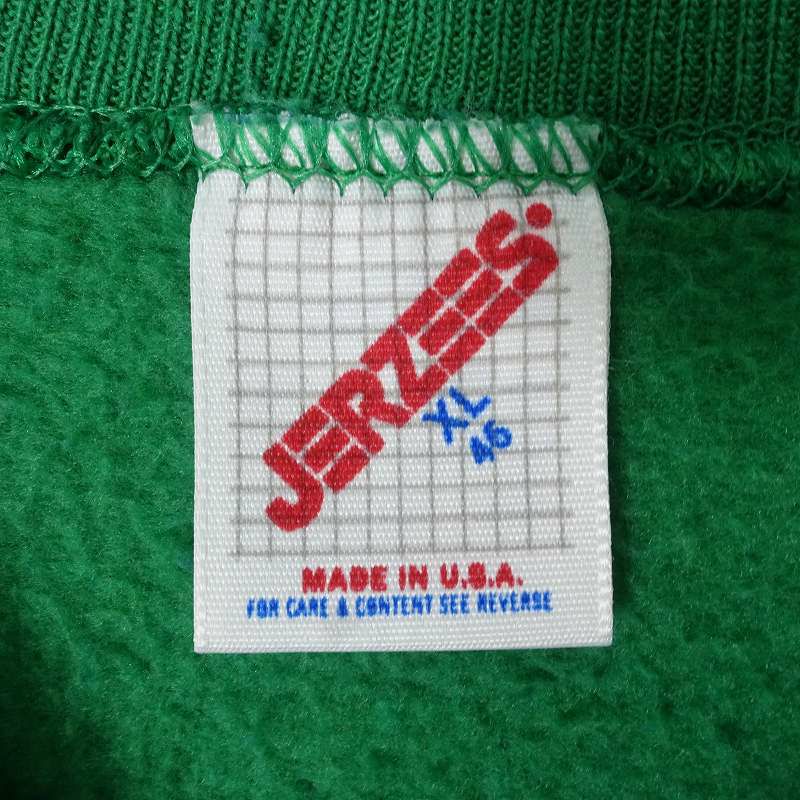 JERZEES.
XL
46
MADE IN U.S.A.
FOR CARE & CONTENT SEE REVERSE